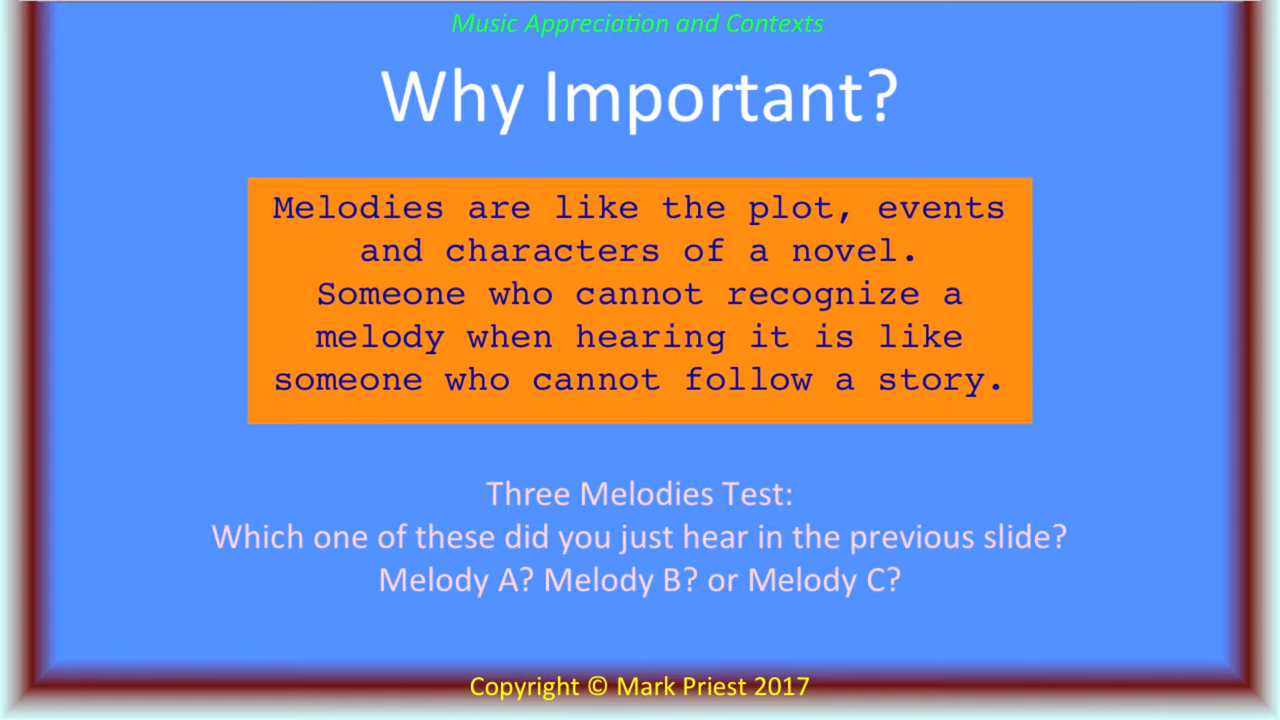 Music Appreciation and Contexts
Why Important?
Melodies are like the plot, events
and characters of a novel.
Someone who cannot recognize a
melody when hearing it is like
someone who cannot follow a story.
Three Melodies Test:
Which one of these did you just hear in the previous slide?
Melody A? Melody B? or Melody C?
Copyright © Mark Priest 2017